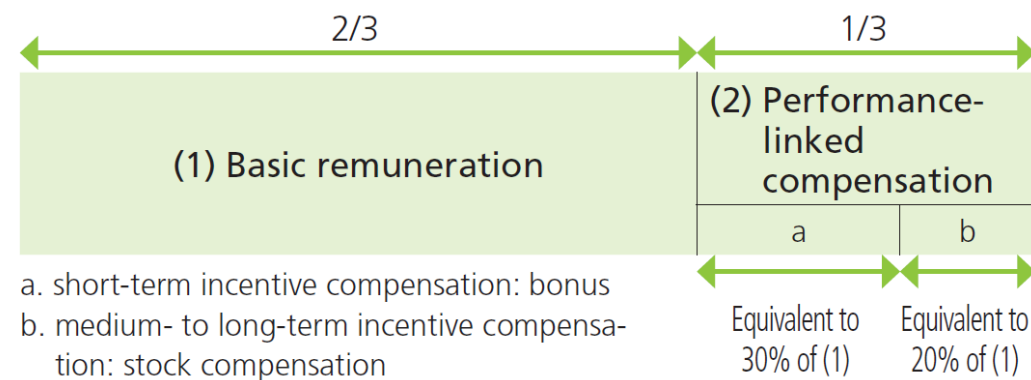 2/3
1/3
(1) Basic remuneration
(2) Performance-
linked
compensation
a
b
a. short-term incentive compensation: bonus
b. medium- to long-term incentive compensa-
tion: stock compensation
Equivalent to
30% of (1)
Equivalent to
20% of (1)